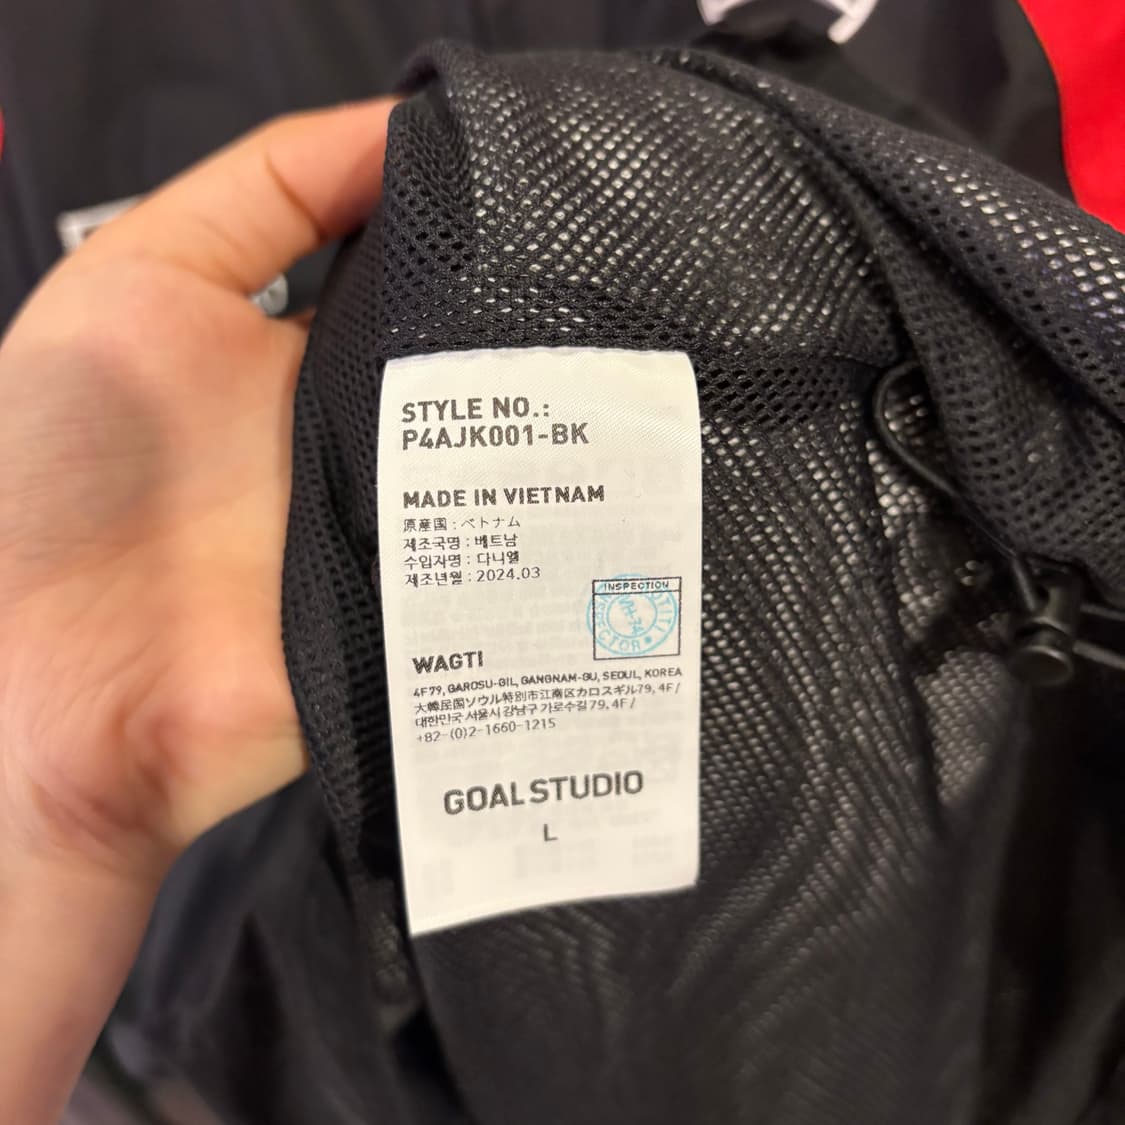 STYLE NO.:
P4AJK001-BK
MADE IN VIETNAM
原産国 : ベトナム
제조국명 : 베트남
수입자명 : 다니엘
제조년월 : 2024.03
INSPECTION
WAGTI
4F 79, GAROSU-GIL, GANGNAM-GU, SEOUL, KOREA
大韓民国ソウル特別市江南区カロスギル79, 4F /
대한민국 서울시 강남구 가로수길 79, 4F /
+82-(0)2-1660-1215
GOALSTUDIO
L